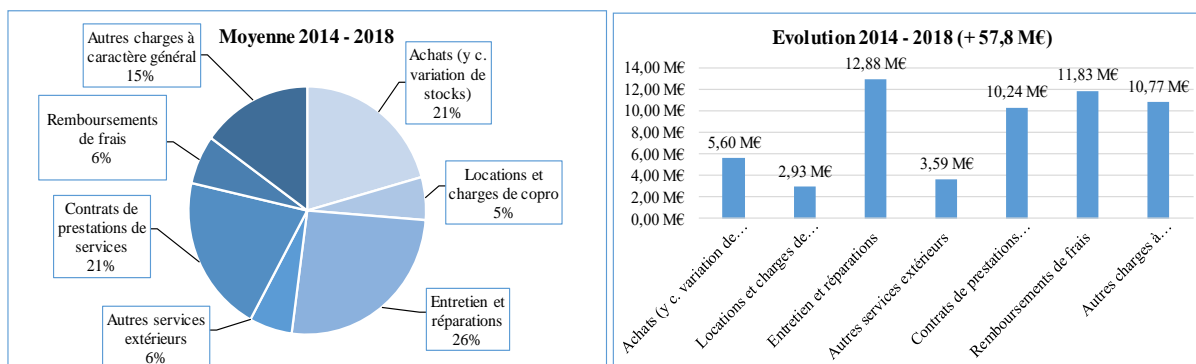 Moyenne 2014 - 2018
Autres charges à
caractère général
15%
Achats (y c.
variation de
stocks)
21%
Remboursements
de frais
6%
Locations et
charges de copro
5%
Contrats de
prestations de
services
21%
Autres services
extérieurs
6%
Entretien et
réparations
26%
Evolution 2014 - 2018 (+ 57,8 M€)
14,00 M€
12,00 M€
10,00 M€
8,00 M€
6,00 M€
4,00 M€
2,00 M€
0,00 M€
5,60 M€
2,93 M€
12,88 M€
3,59 M€
10,24 M€
11,83 M€
10,77 M€
Achats (y c. variation de…
Locations et charges de…
Entretien et réparations
Autres services extérieurs
Contrats de prestations…
Remboursements de frais
Autres charges à…